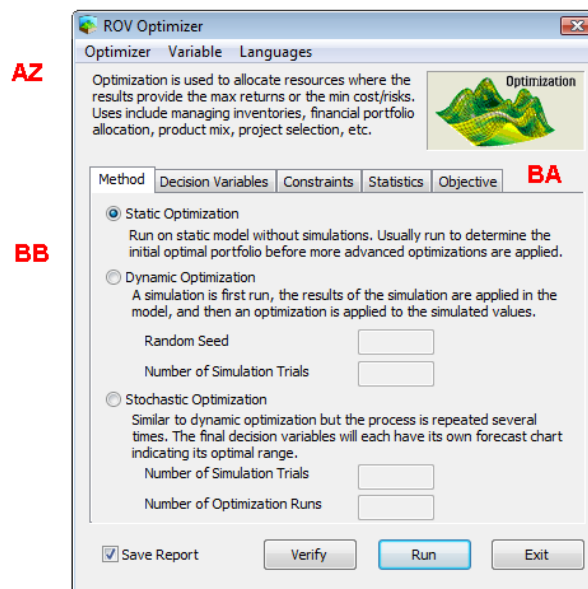 ROV Optimizer
Optimizer Variable Languages
AZ
Optimization is used to allocate resources where the
results provide the max returns or the min cost/risks.
Uses include managing inventories, financial portfolio
allocation, product mix, project selection, etc.
Optimization
Method Decision Variables Constraints Statistics Objective
BA
Static Optimization
BB
Run on static model without simulations. Usually run to determine the
initial optimal portfolio before more advanced optimizations are applied.
Dynamic Optimization
A simulation is first run, the results of the simulation are applied in the
model, and then an optimization is applied to the simulated values.
Random Seed
Number of Simulation Trials
Stochastic Optimization
Similar to dynamic optimization but the process is repeated several
times. The final decision variables will each have its own forecast chart
indicating its optimal range.
Number of Simulation Trials
Number of Optimization Runs
Save Report Verify Run Exit